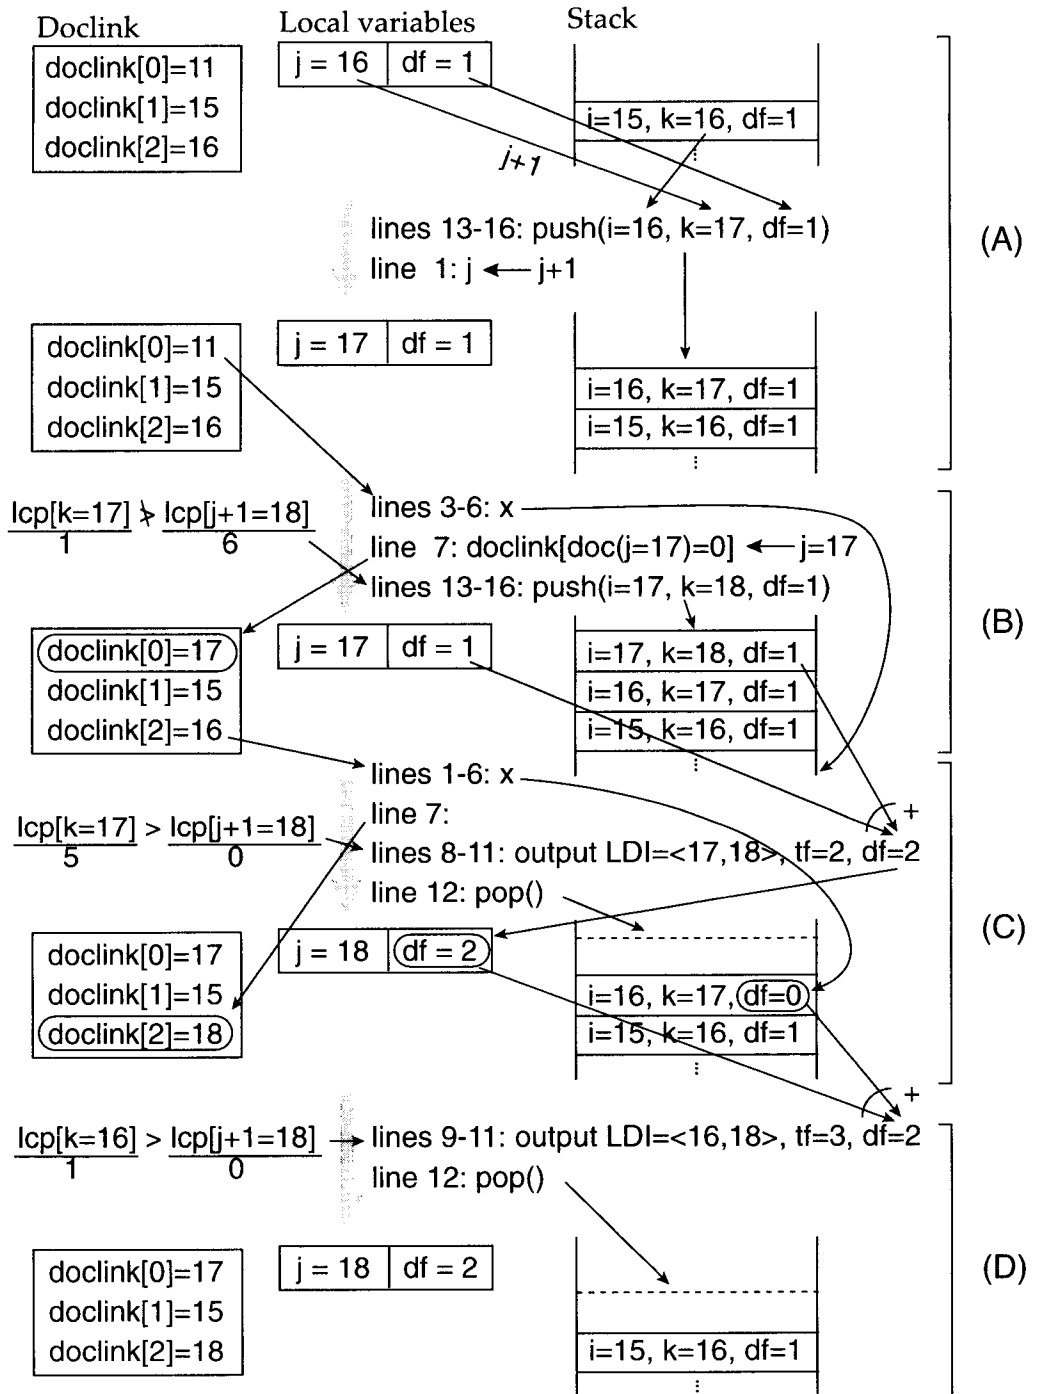 Doclink Local variables Stack
doclink[0]=11
doclink[1]=15
doclink[2]=16
j = 16 df = 1
i=15, k=16, df=1
j+1
lines 13-16: push(i=16, k=17, df=1)
line 1: j ← j+1
(A)
doclink[0]=11
doclink[1]=15
doclink[2]=16
j = 17 df = 1
i=16, k=17, df=1
i=15, k=16, df=1
lcp[k=17] ≯ lcp[j+1=18]
1 6
lines 3-6: x
line 7: doclink[doc(j=17)=0] ← j=17
lines 13-16: push(i=17, k=18, df=1)
(B)
doclink[0]=17
doclink[1]=15
doclink[2]=16
j = 17 df = 1
i=17, k=18, df=1
i=16, k=17, df=1
i=15, k=16, df=1
lines 1-6: x
line 7:
+
lcp[k=17] > lcp[j+1=18]
5 0
lines 8-11: output LDI=<17,18>, tf=2, df=2
line 12: pop()
(C)
doclink[0]=17
doclink[1]=15
doclink[2]=18
j = 18 df = 2
i=16, k=17, df=0
i=15, k=16, df=1
+
lcp[k=16] > lcp[j+1=18]
1 0
lines 9-11: output LDI=<16,18>, tf=3, df=2
line 12: pop()
(D)
doclink[0]=17
doclink[1]=15
doclink[2]=18
j = 18 df = 2
i=15, k=16, df=1